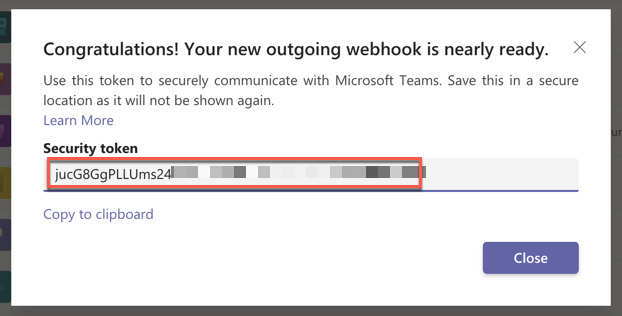 Congratulations! Your new outgoing webhook is nearly ready.
Use this token to securely communicate with Microsoft Teams. Save this in a secure
location as it will not be shown again.
Learn More
Security token
jucG8GgPLLUms24
Copy to clipboard
Close